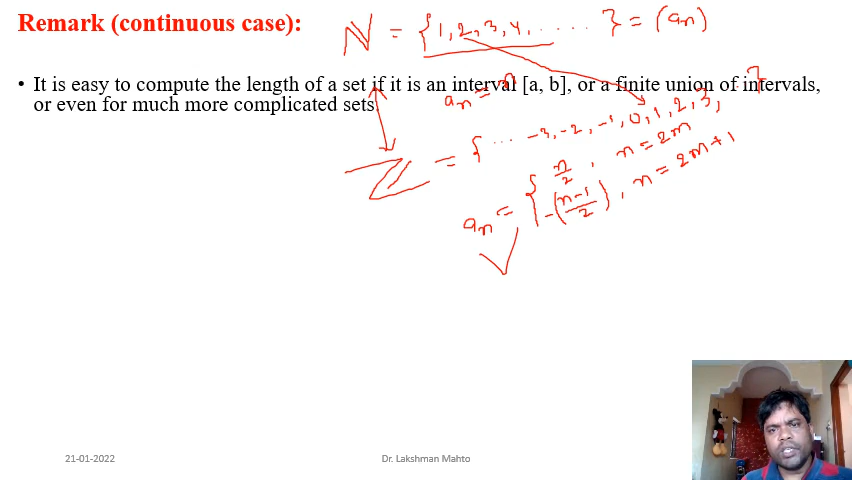 Remark (continuous case):
N = {1, 2, 3, 4, ..... } = (an)
• It is easy to compute the length of a set if it is an interval [a, b], or a finite union of intervals,
or even for much more complicated sets.
an = n
Z = { ... -3, -2, -1, 0, 1, 2, 3, .. }
an = { n/2, n = 2m
-(n-1/2), n = 2m+1
21-01-2022
Dr. Lakshman Mahto